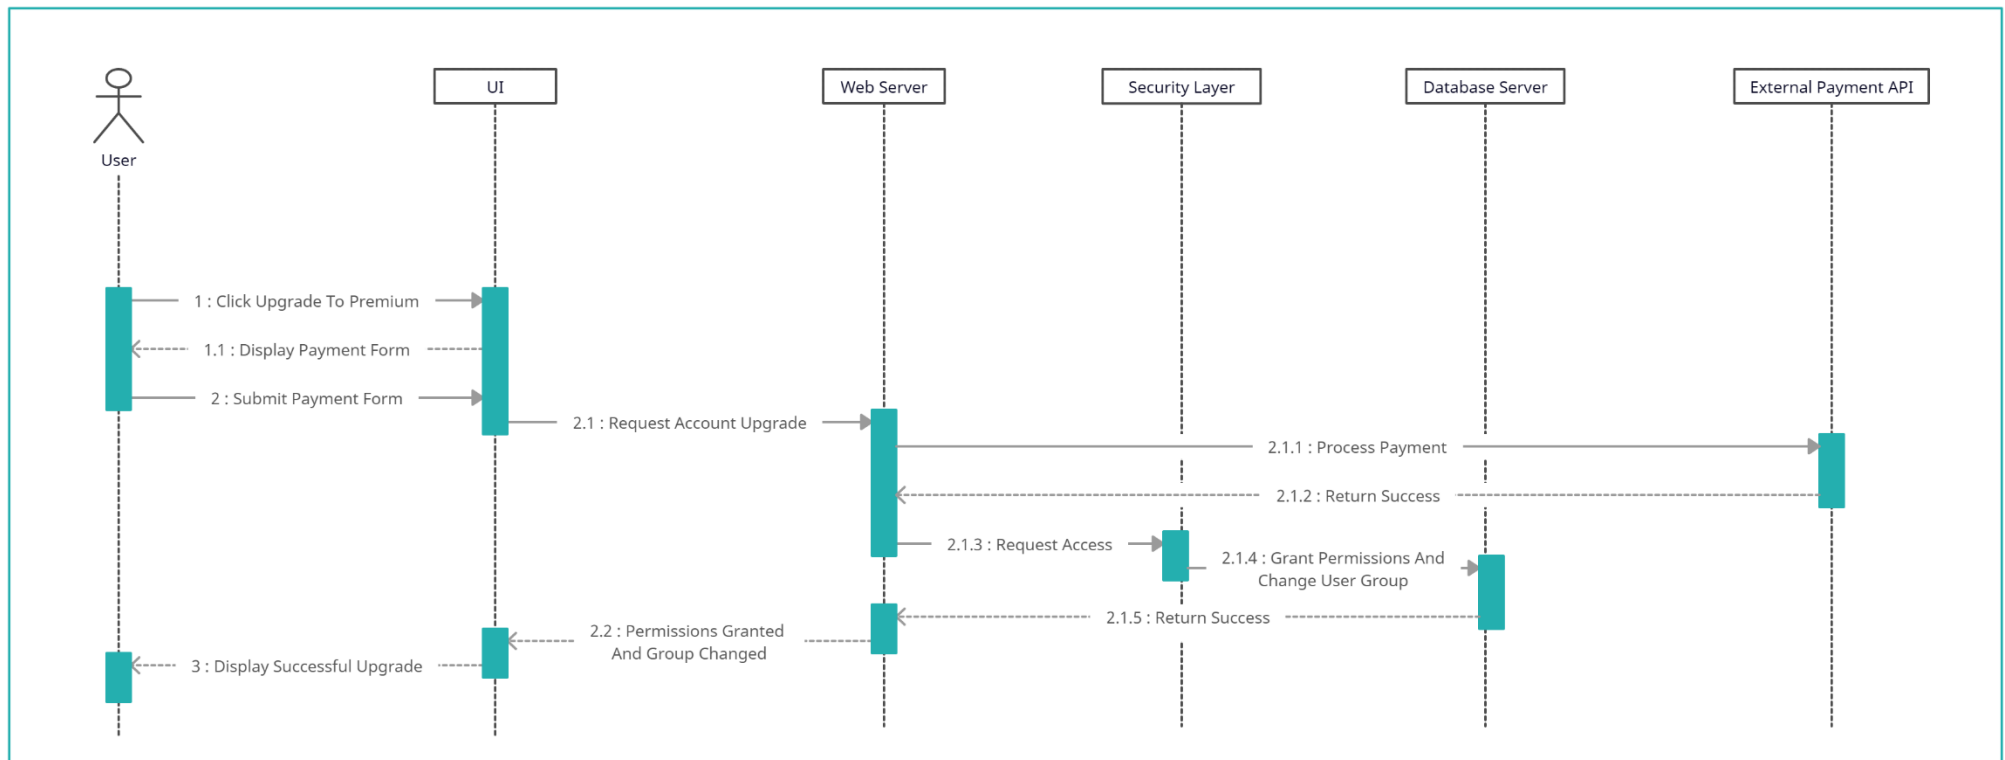 UI
Web Server
Security Layer
Database Server
External Payment API
User
1 : Click Upgrade To Premium
1.1 : Display Payment Form
2 : Submit Payment Form
2.1 : Request Account Upgrade
2.1.1 : Process Payment
2.1.2 : Return Success
2.1.3 : Request Access
2.1.4 : Grant Permissions And
Change User Group
2.1.5 : Return Success
2.2 : Permissions Granted
And Group Changed
3 : Display Successful Upgrade